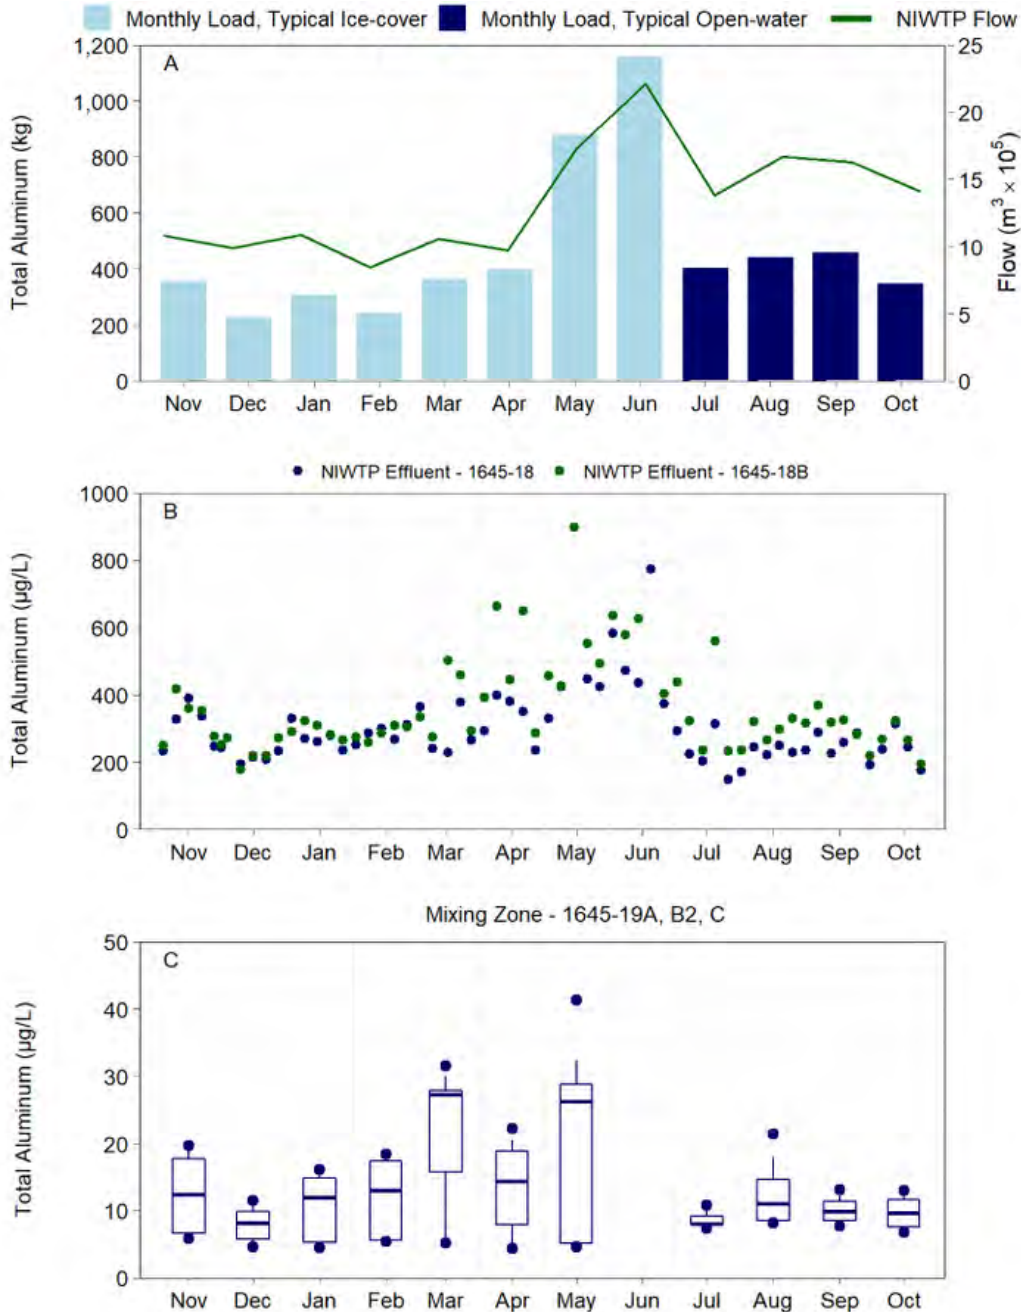 Monthly Load, Typical Ice-cover Monthly Load, Typical Open-water NIWTP Flow
A
Total Aluminum (kg)
1,200
1,000
800
600
400
200
0
25
20
15
10
5
0
Flow (m³ × 10⁵)
Nov Dec Jan Feb Mar Apr May Jun Jul Aug Sep Oct
NIWTP Effluent - 1645-18 NIWTP Effluent - 1645-18B
B
Total Aluminum (µg/L)
1000
800
600
400
200
0
Nov Dec Jan Feb Mar Apr May Jun Jul Aug Sep Oct
Mixing Zone - 1645-19A, B2, C
C
Total Aluminum (µg/L)
50
40
30
20
10
0
Nov Dec Jan Feb Mar Apr May Jun Jul Aug Sep Oct